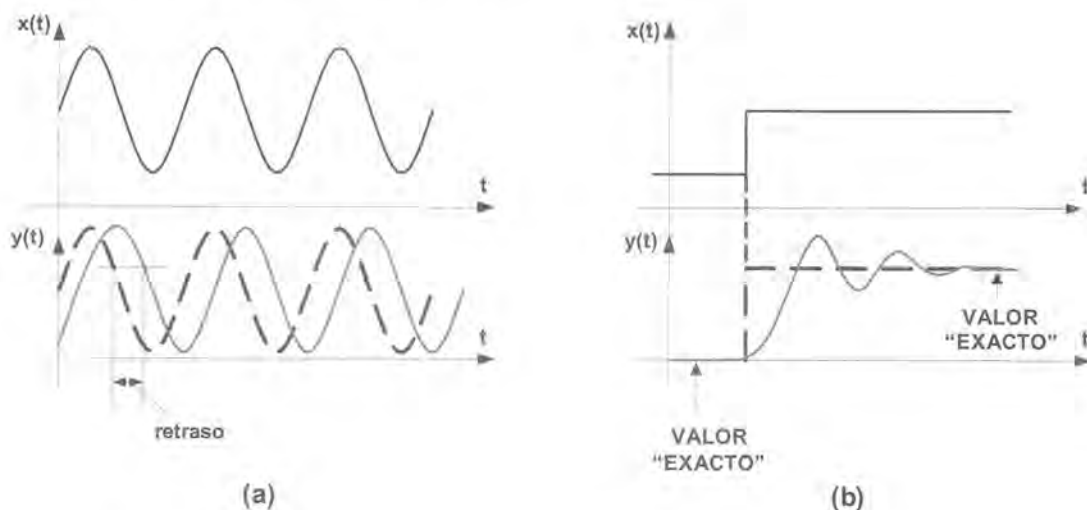 x(t)
t
y(t)
t
retraso
(a)
x(t)
t
y(t)
VALOR
“EXACTO”
t
VALOR
“EXACTO”
(b)